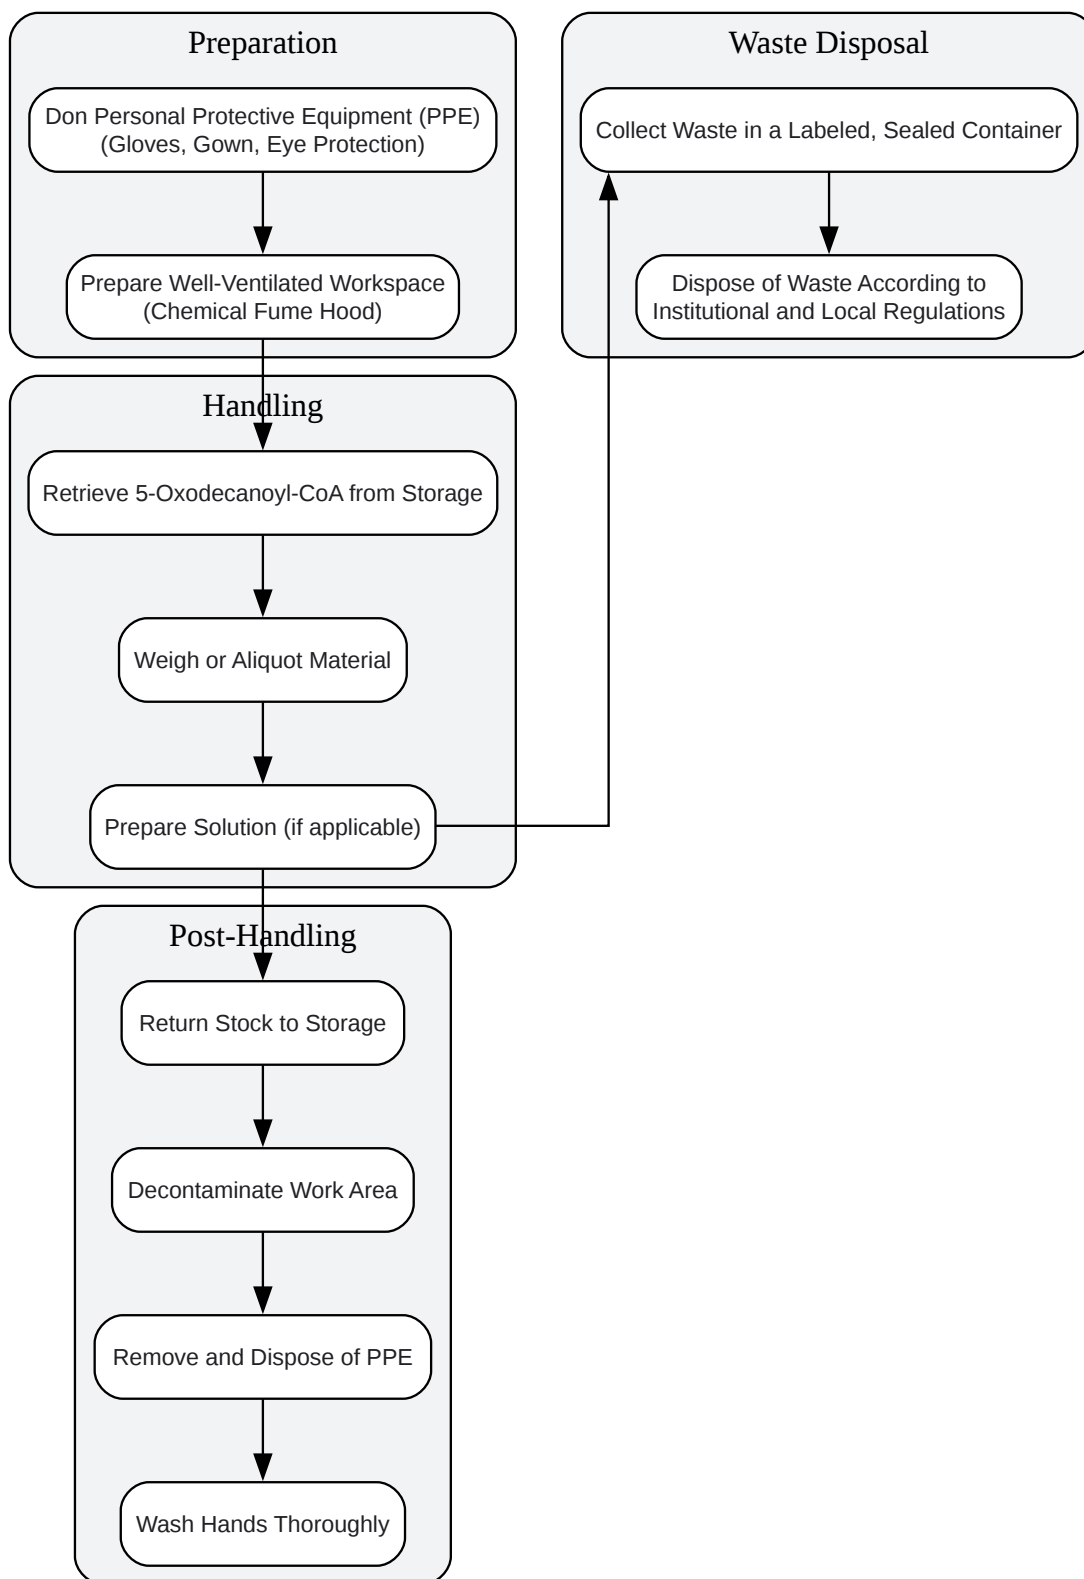 Preparation
Don Personal Protective Equipment (PPE)
(Gloves, Gown, Eye Protection)
Prepare Well-Ventilated Workspace
(Chemical Fume Hood)
Handling
Retrieve 5-Oxodecanoyl-CoA from Storage
Weigh or Aliquot Material
Prepare Solution (if applicable)
Post-Handling
Return Stock to Storage
Decontaminate Work Area
Remove and Dispose of PPE
Wash Hands Thoroughly
Waste Disposal
Collect Waste in a Labeled, Sealed Container
Dispose of Waste According to
Institutional and Local Regulations